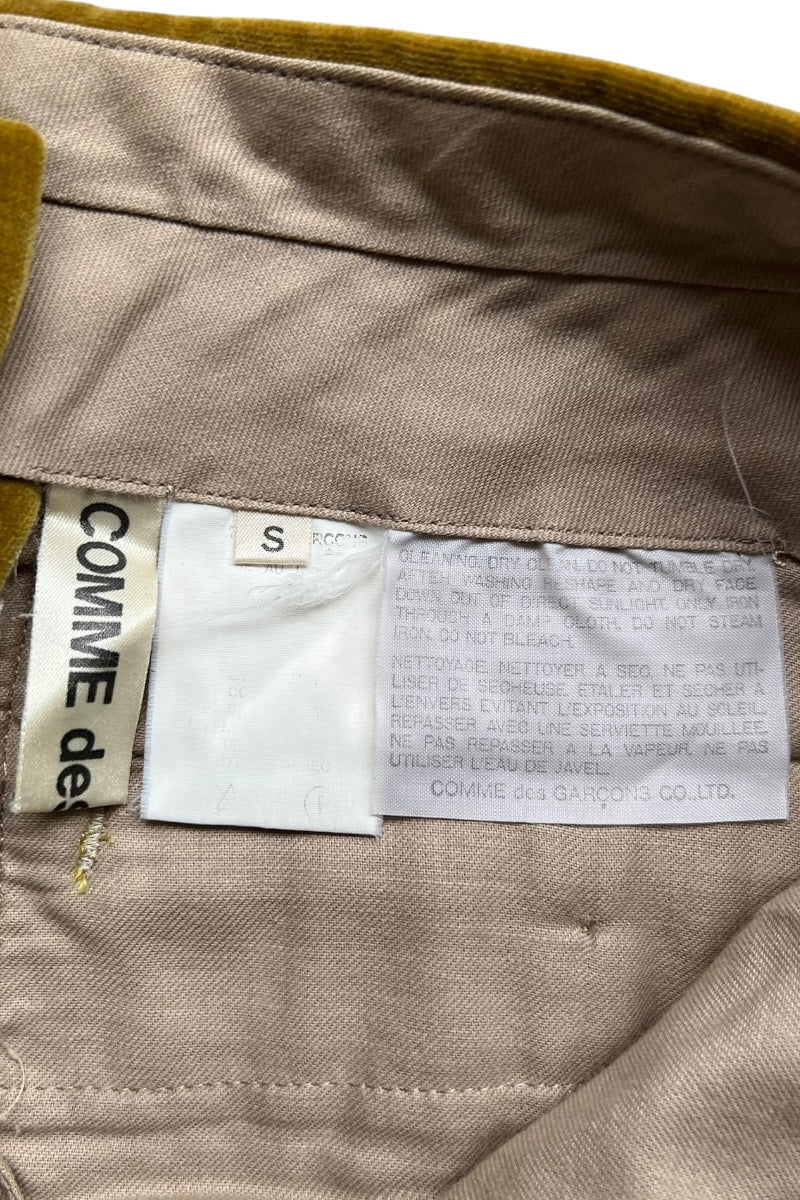 COMME des
S
CLEANING. DRY CLEAN. DO NOT TUMBLE DRY.
AFTER WASHING RESHAPE AND DRY FACE
DOWN OUT OF DIRECT SUNLIGHT. ONLY IRON
THROUGH A CLOTH. DO NOT STEAM
IRON. DO NOT BLEACH.
NETTOYAGE. NETTOYER A SEC. NE PAS UTI-
LISER DE SECHEUSE. ETALER ET SECHER A
L'ENVERS EVITANT L'EXPOSITION AU SOLEIL.
REPASSER AVEC UNE SERVIETTE MOUILLEE.
NE PAS REPASSER A LA VAPEUR. NE PAS
UTILISER L'EAU DE JAVEL.
COMME des GARÇONS CO.,LTD.